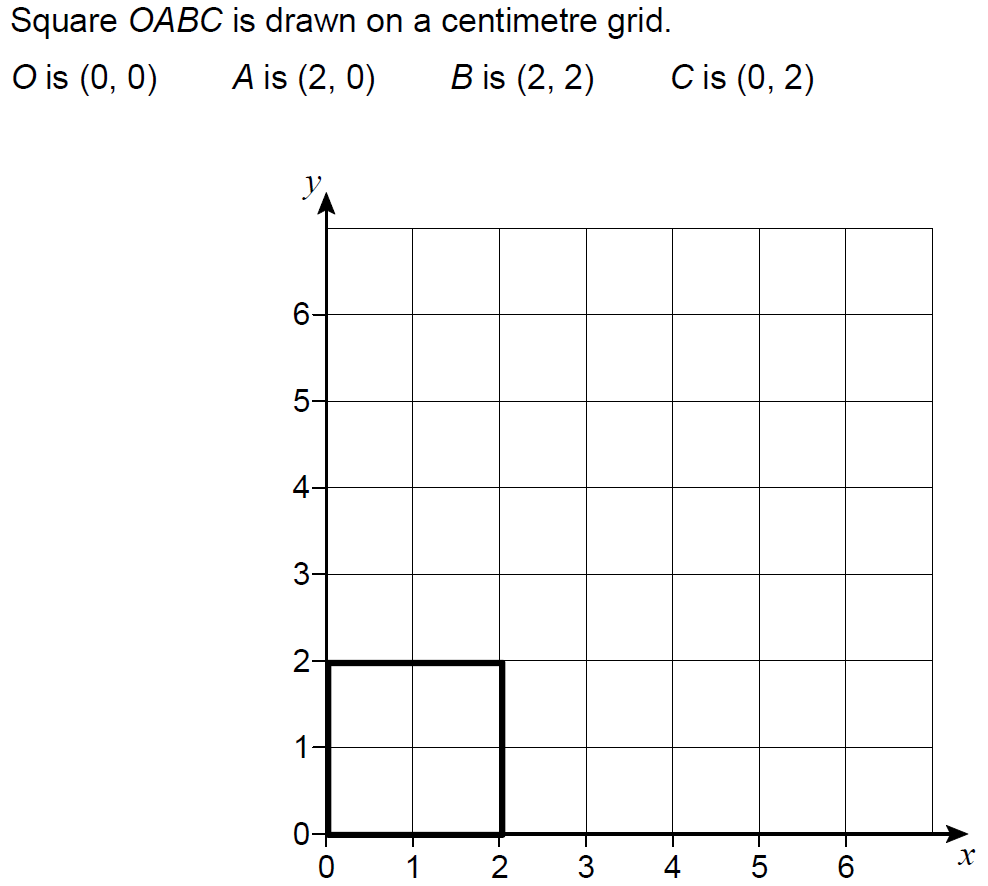 Square OABC is drawn on a centimetre grid.
O is (0, 0) A is (2, 0) B is (2, 2) C is (0, 2)
y
6
5
4
3
2
1
0
0 1 2 3 4 5 6 x